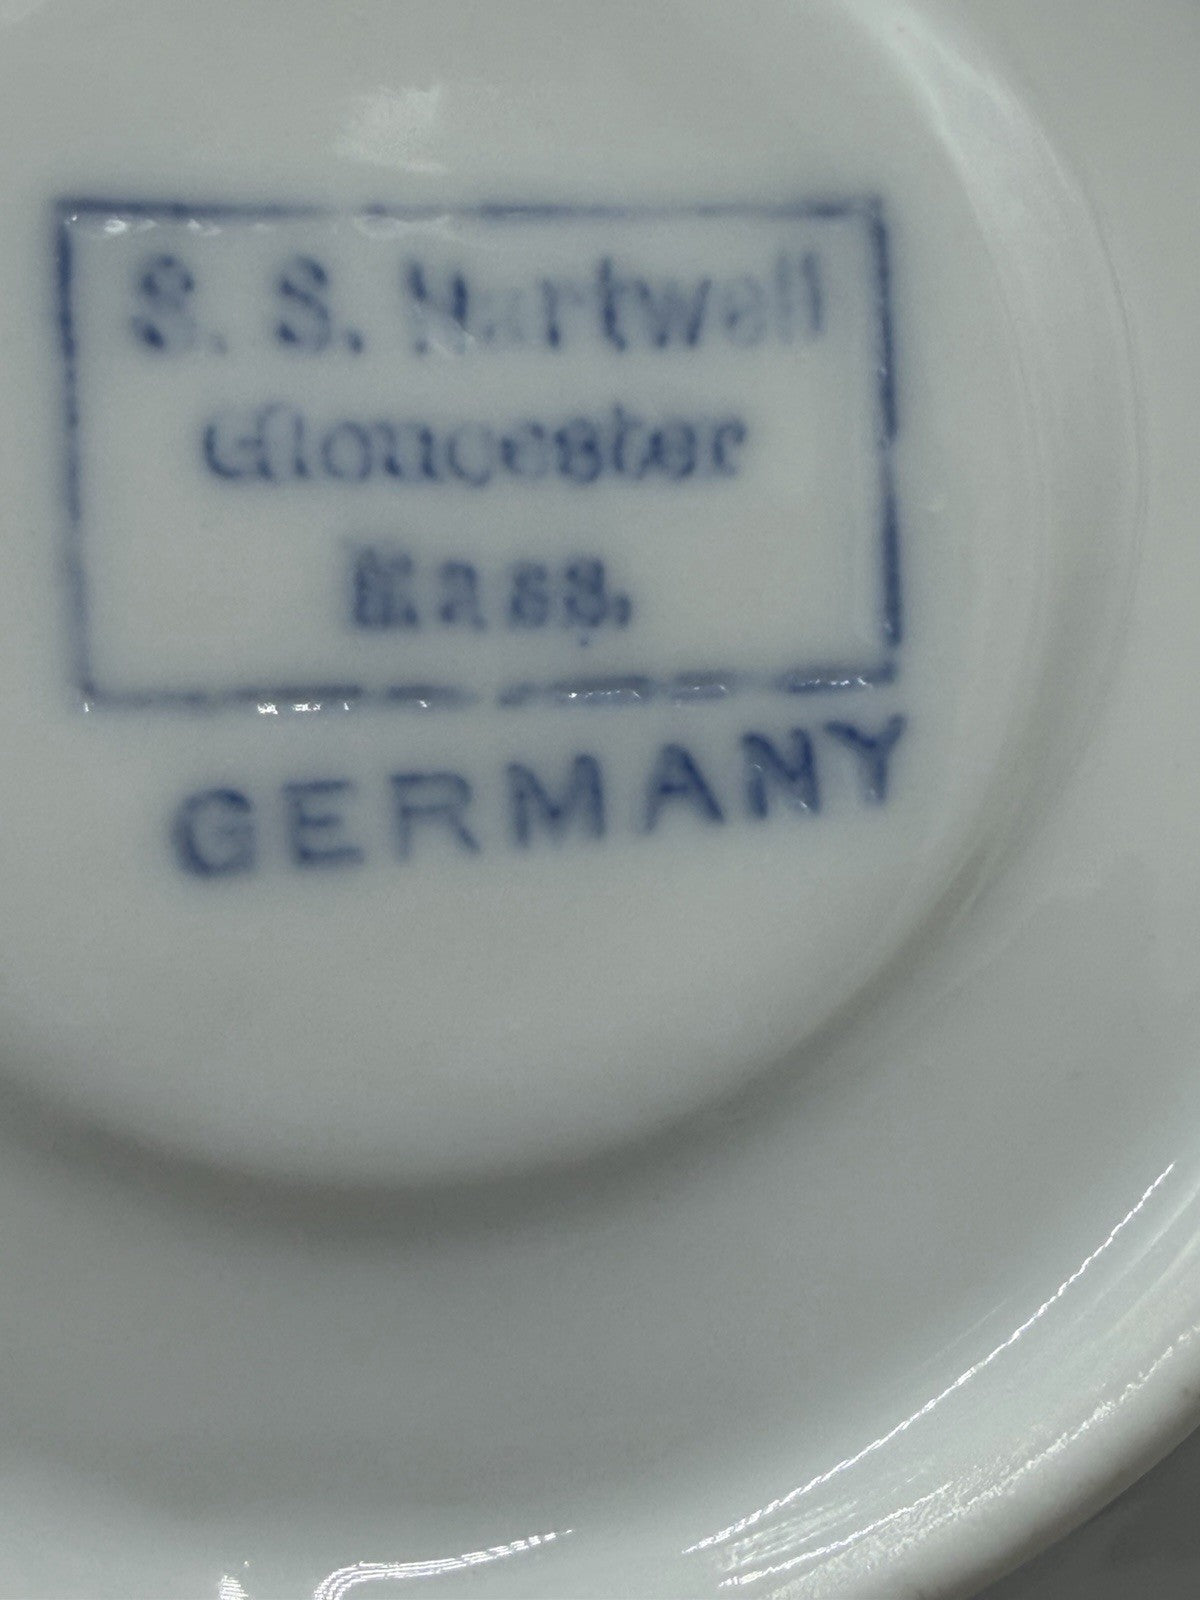 S. S. Hartwell
Gloucester
Mass.
GERMANY